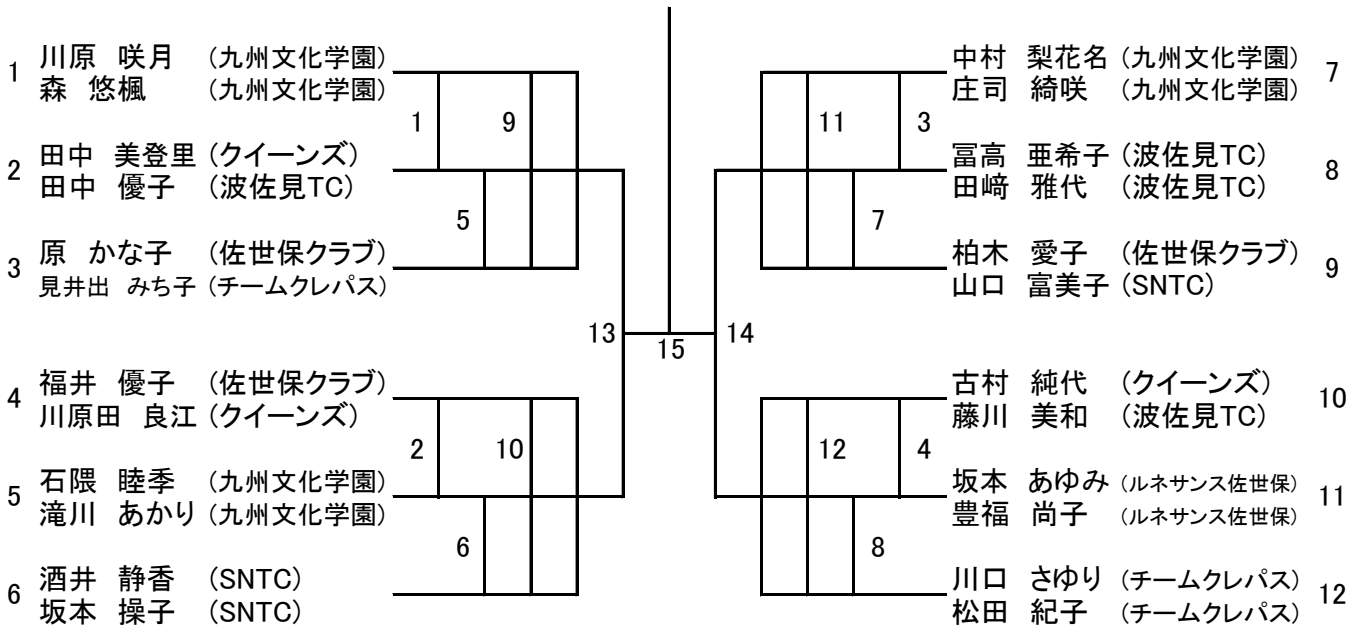 1 川原 咲月 (九州文化学園)
森 悠楓 (九州文化学園)
2 田中 美登里 (クイーンズ)
田中 優子 (波佐見TC)
3 原 かな子 (佐世保クラブ)
見井出 みち子 (チームクレパス)
1
9
5
4 福井 優子 (佐世保クラブ)
川原田 良江 (クイーンズ)
5 石隈 睦季 (九州文化学園)
滝川 あかり (九州文化学園)
6 酒井 静香 (SNTC)
坂本 操子 (SNTC)
2
10
6
13
15
14
中村 梨花名 (九州文化学園) 7
庄司 綺咲 (九州文化学園)
冨高 亜希子 (波佐見TC) 8
田﨑 雅代 (波佐見TC)
柏木 愛子 (佐世保クラブ) 9
山口 富美子 (SNTC)
11
3
7
古村 純代 (クイーンズ) 10
藤川 美和 (波佐見TC)
坂本 あゆみ (ルネサンス佐世保) 11
豊福 尚子 (ルネサンス佐世保)
川口 さゆり (チームクレパス) 12
松田 紀子 (チームクレパス)
12
4
8